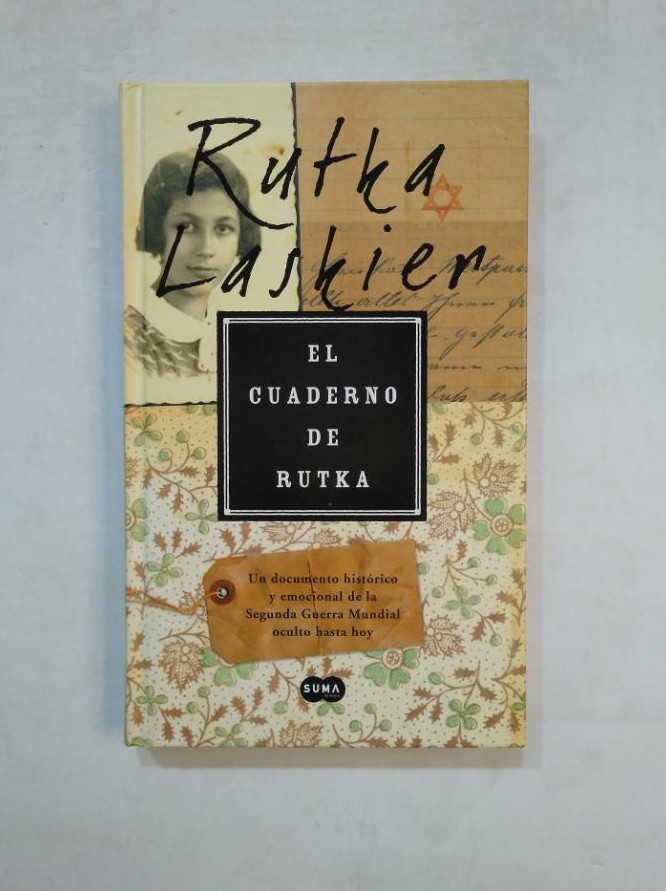 Rutka
Laskier
EL
CUADERNO
DE
RUTKA
Un documento histórico
y emocional de la
Segunda Guerra Mundial
oculto hasta hoy
SUMA